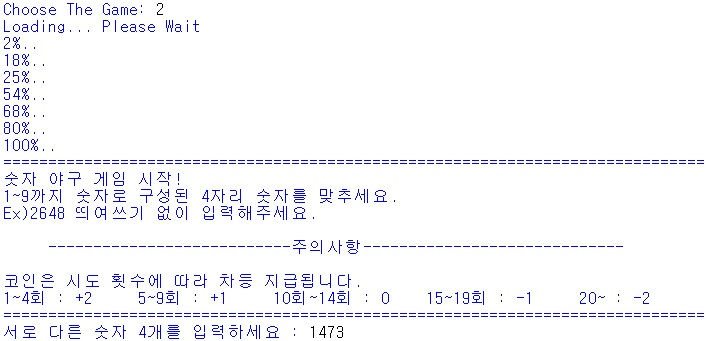 Choose The Game: 2
Loading... Please Wait
2%..
18%..
25%..
54%..
68%..
80%..
100%..
==============================================================================
숫자 야구 게임 시작!
1~9까지 숫자로 구성된 4자리 숫자를 맞추세요.
Ex)2648 띄여쓰기 없이 입력해주세요.
---------------------------주의사항-----------------------------
코인은 시도 횟수에 따라 차등 지급됩니다.
1~4회 : +2     5~9회 : +1     10회~14회 : 0    15~19회 : -1     20~ : -2
==============================================================================
서로 다른 숫자 4개를 입력하세요 : 1473